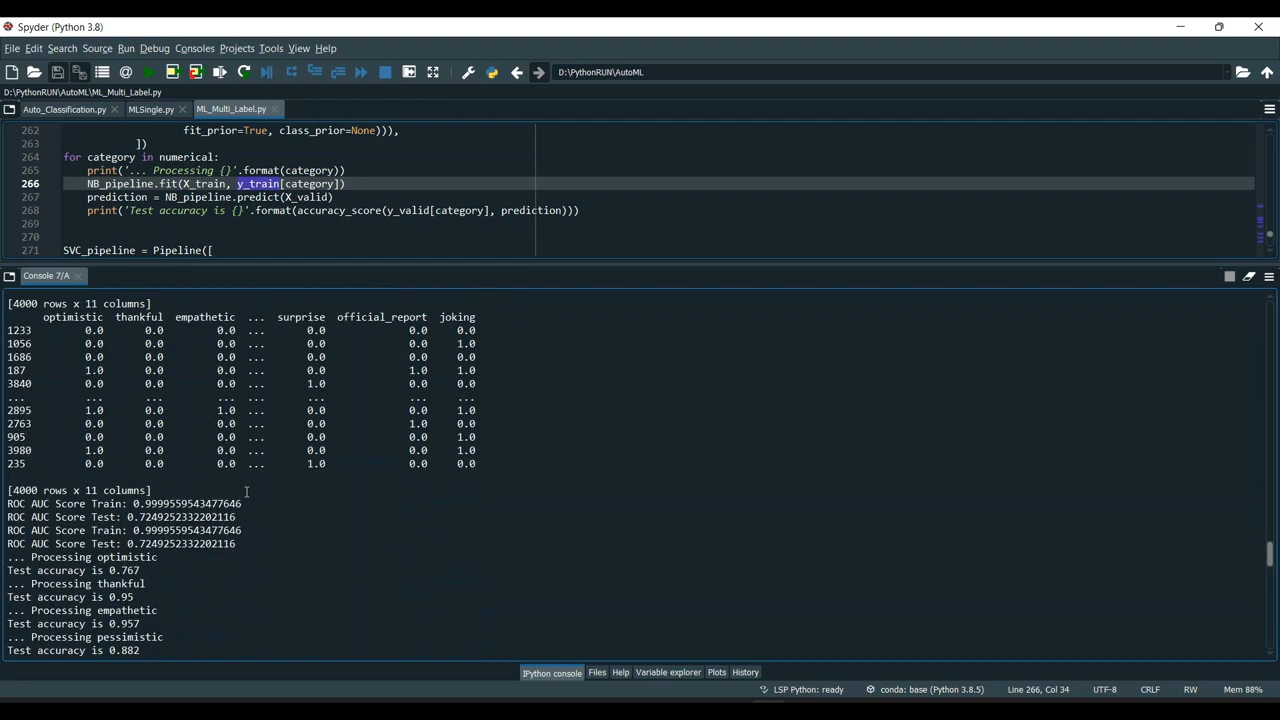 Spyder (Python 3.8)
File Edit Search Source Run Debug Consoles Projects Tools View Help
D:\PythonRUN\AutoML
D:\PythonRUN\AutoML\ML_Multi_Label.py
Auto_Classification.py MLSingle.py ML_Multi_Label.py
262 fit_prior=True, class_prior=None))),
263 ])
264 for category in numerical:
265 print('... Processing {}'.format(category))
266 NB_pipeline.fit(X_train, y_train[category])
267 prediction = NB_pipeline.predict(X_valid)
268 print('Test accuracy is {}'.format(accuracy_score(y_valid[category], prediction)))
269
270
271 SVC_pipeline = Pipeline([
Console 7/A
[4000 rows x 11 columns]
optimistic thankful empathetic ... surprise official_report joking
1233 0.0 0.0 0.0 ... 0.0 0.0 0.0
1056 0.0 0.0 0.0 ... 0.0 0.0 1.0
1686 0.0 0.0 0.0 ... 0.0 0.0 0.0
187 1.0 0.0 0.0 ... 0.0 1.0 1.0
3840 0.0 0.0 0.0 ... 1.0 0.0 0.0
... ... ... ... ... ... ... ...
2895 1.0 0.0 1.0 ... 0.0 0.0 1.0
2763 0.0 0.0 0.0 ... 0.0 1.0 0.0
905 0.0 0.0 0.0 ... 0.0 0.0 1.0
3980 1.0 0.0 0.0 ... 0.0 0.0 1.0
235 0.0 0.0 0.0 ... 1.0 0.0 0.0
[4000 rows x 11 columns]
ROC AUC Score Train: 0.9999559543477646
ROC AUC Score Test: 0.7249252332202116
ROC AUC Score Train: 0.9999559543477646
ROC AUC Score Test: 0.7249252332202116
... Processing optimistic
Test accuracy is 0.767
... Processing thankful
Test accuracy is 0.95
... Processing empathetic
Test accuracy is 0.957
... Processing pessimistic
Test accuracy is 0.882
IPython console Files Help Variable explorer Plots History
LSP Python: ready conda: base (Python 3.8.5) Line 266, Col 34 UTF-8 CRLF RW Mem 88%